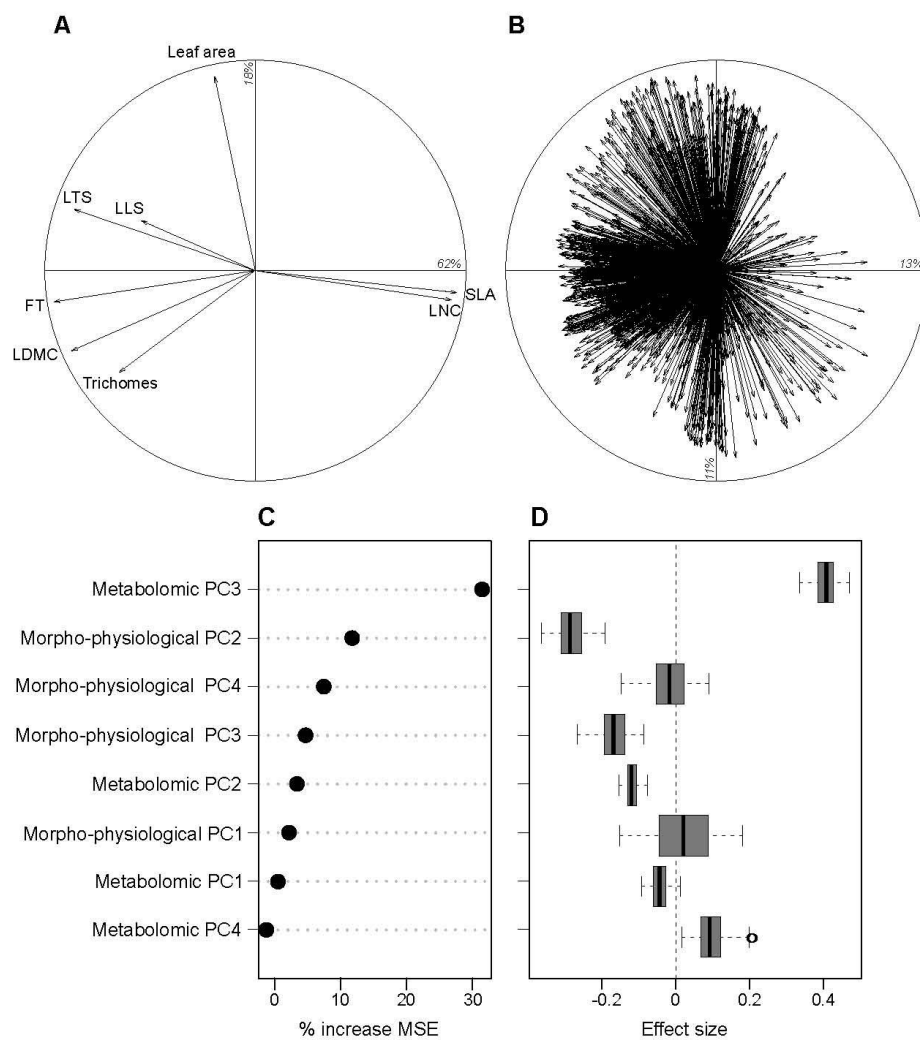 A
B
Leaf area
18%
LTS
LLS
62%
13%
SLA
FT
LNC
LDMC
Trichomes
11%
C
D
Metabolomic PC3
Morpho-physiological PC2
Morpho-physiological PC4
Morpho-physiological PC3
Metabolomic PC2
Morpho-physiological PC1
Metabolomic PC1
Metabolomic PC4
0 10 20 30
-0.2 0 0.2 0.4
% increase MSE
Effect size